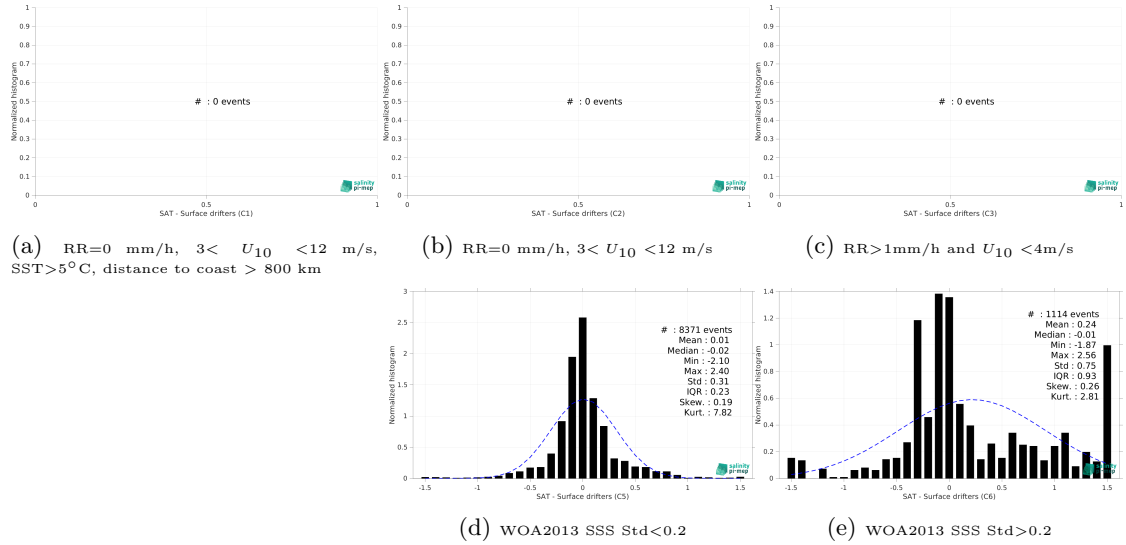 1
0.9
0.8
0.7
0.6
0.5
0.4
0.3
0.2
0.1
0
Normalized histogram
# : 0 events
salinity
pi-mep
0 0.5 1
SAT - Surface drifters (C1)
(a) RR=0 mm/h, 3< U10 <12 m/s,
SST>5°C, distance to coast > 800 km
1
0.9
0.8
0.7
0.6
0.5
0.4
0.3
0.2
0.1
0
Normalized histogram
# : 0 events
salinity
pi-mep
0 0.5 1
SAT - Surface drifters (C2)
(b) RR=0 mm/h, 3< U10 <12 m/s
1
0.9
0.8
0.7
0.6
0.5
0.4
0.3
0.2
0.1
0
Normalized histogram
# : 0 events
salinity
pi-mep
0 0.5 1
SAT - Surface drifters (C3)
(c) RR>1mm/h and U10 <4m/s
3
2.5
2
1.5
1
0.5
0
Normalized histogram
# : 8371 events
Mean : 0.01
Median : -0.02
Min : -2.10
Max : 2.40
Std : 0.31
IQR : 0.23
Skew. : 0.19
Kurt. : 7.82
salinity
pi-mep
-1.5 -1 -0.5 0 0.5 1 1.5
SAT - Surface drifters (C5)
(d) WOA2013 SSS Std<0.2
1.4
1.2
1
0.8
0.6
0.4
0.2
0
Normalized histogram
# : 1114 events
Mean : 0.24
Median : -0.01
Min : -1.87
Max : 2.56
Std : 0.75
IQR : 0.93
Skew. : 0.26
Kurt. : 2.81
salinity
pi-mep
-1.5 -1 -0.5 0 0.5 1 1.5
SAT - Surface drifters (C6)
(e) WOA2013 SSS Std>0.2